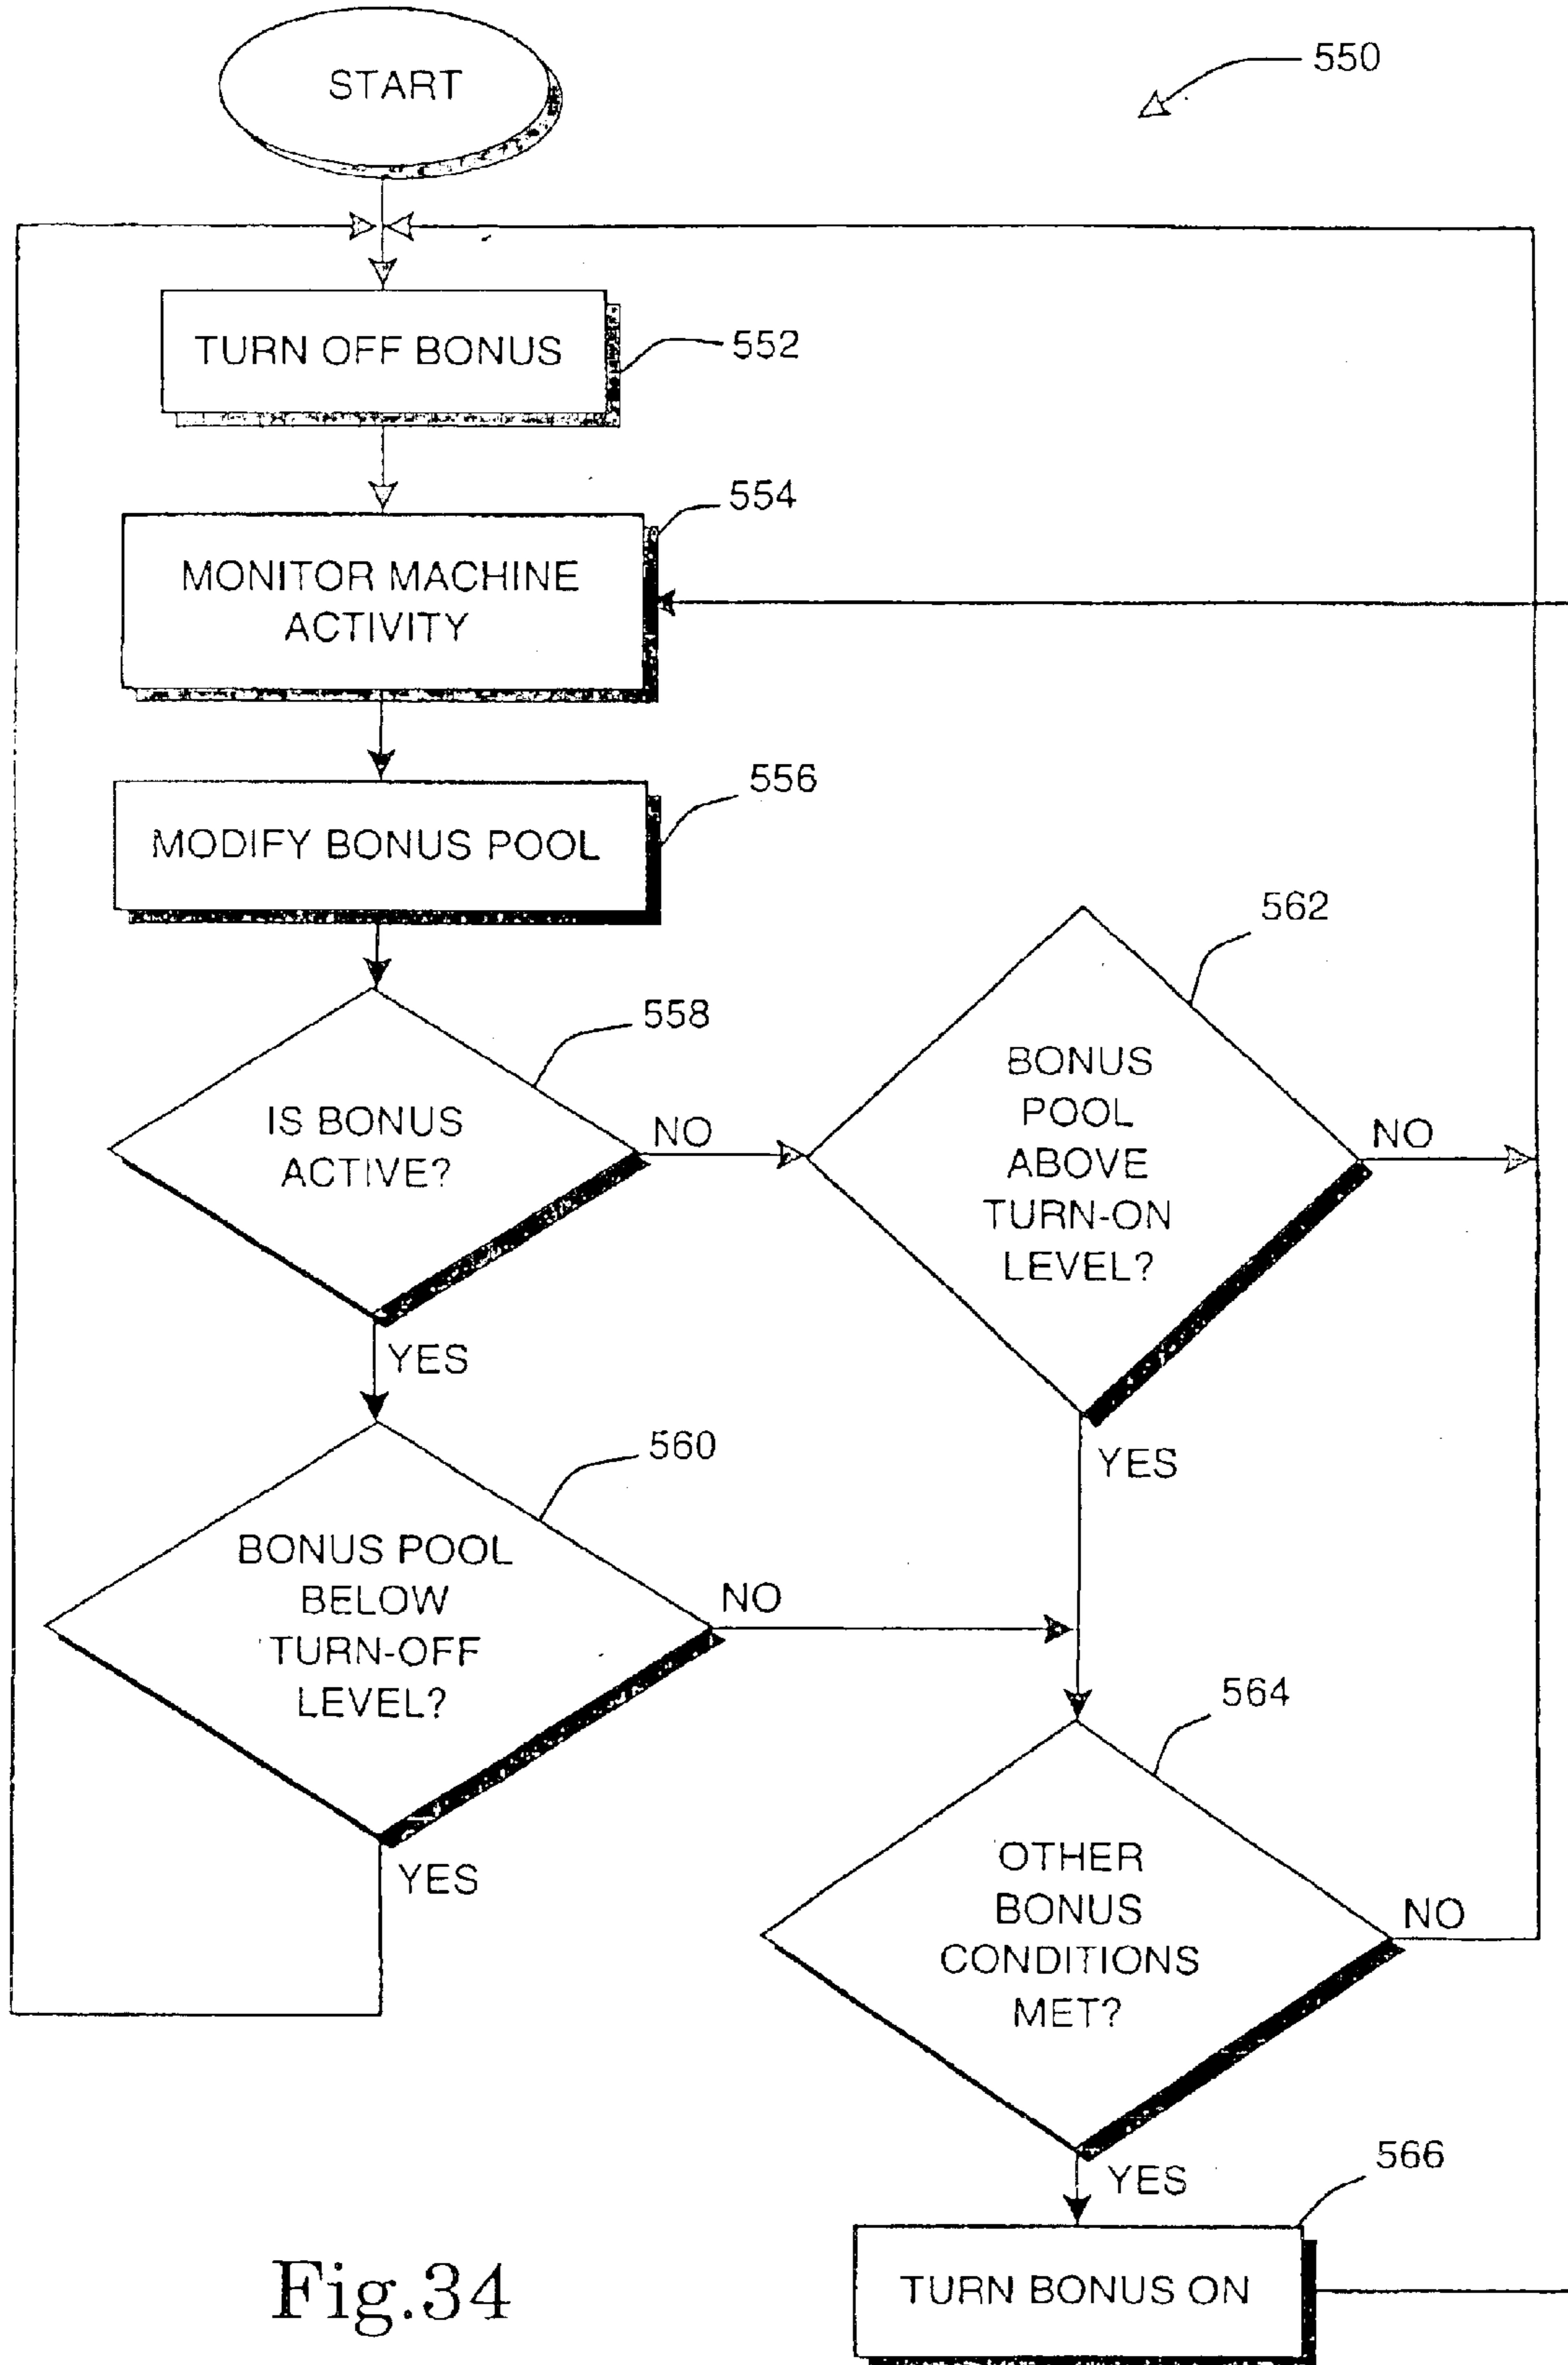 START
550
TURN OFF BONUS
552
554
MONITOR MACHINE
ACTIVITY
556
MODIFY BONUS POOL
562
558
IS BONUS
ACTIVE?
NO
BONUS
POOL
ABOVE
TURN-ON
LEVEL?
NO
YES
560
YES
BONUS POOL
BELOW
TURN-OFF
LEVEL?
NO
564
YES
OTHER
BONUS
CONDITIONS
MET?
NO
YES
566
TURN BONUS ON
Fig.34